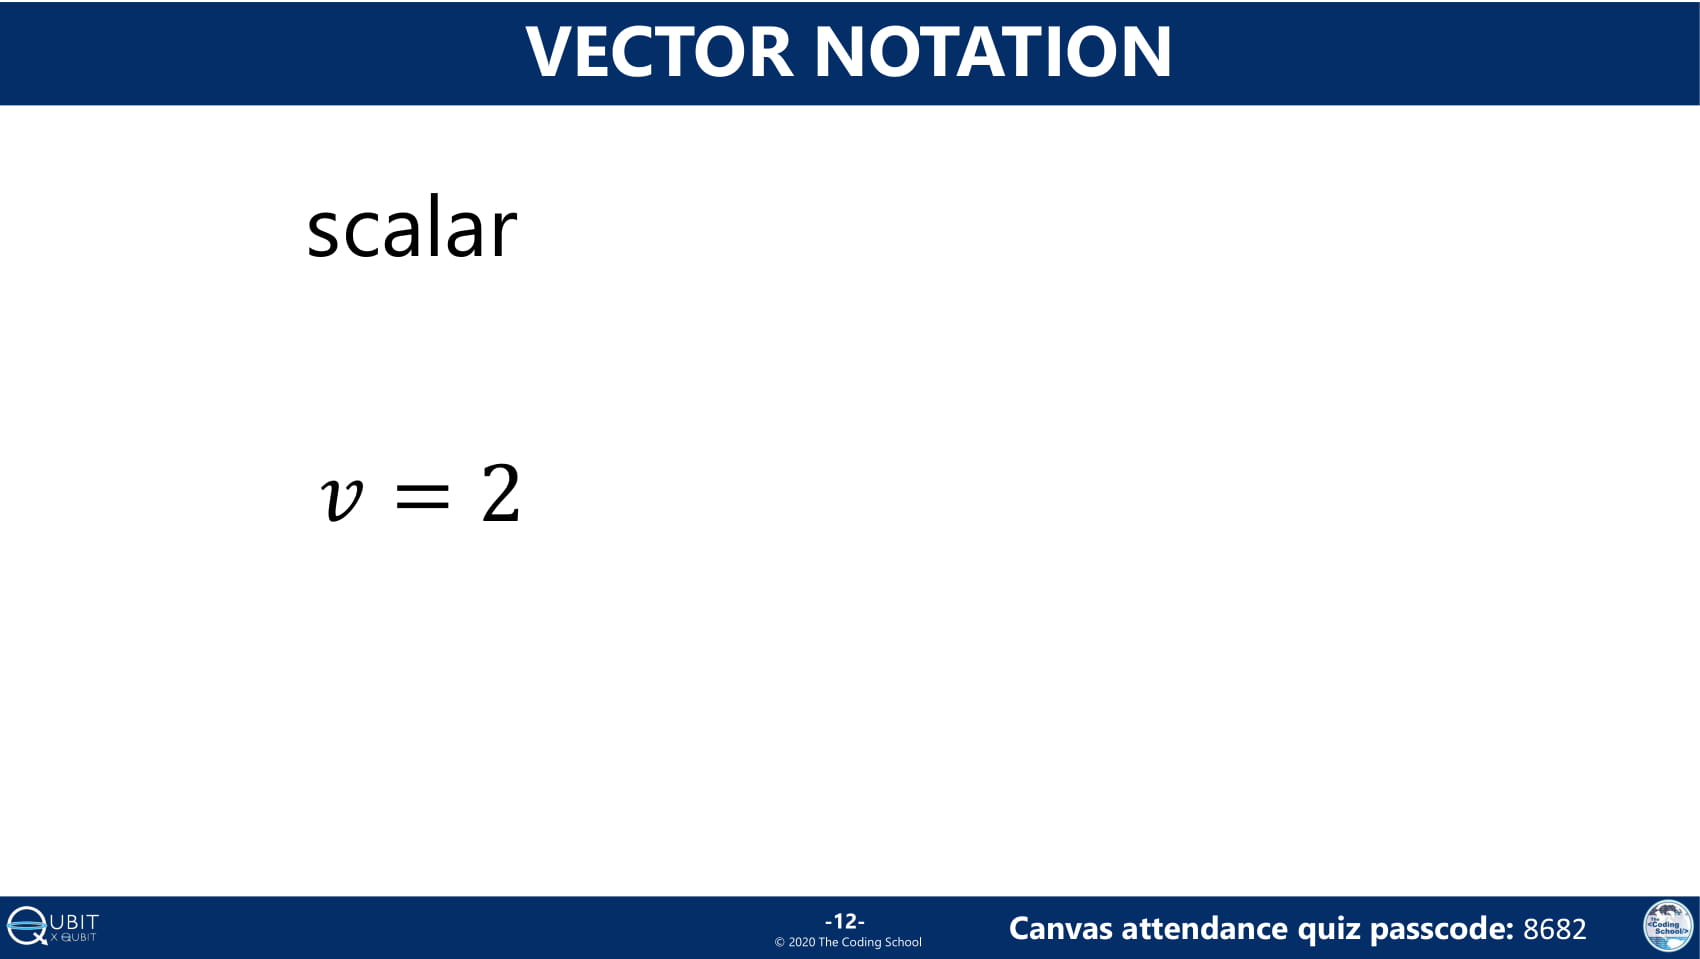 VECTOR NOTATION
scalar
𝑣 = 2
QUBIT
X QUBIT
-12-
© 2020 The Coding School
Canvas attendance quiz passcode: 8682
The
<Coding
School/>